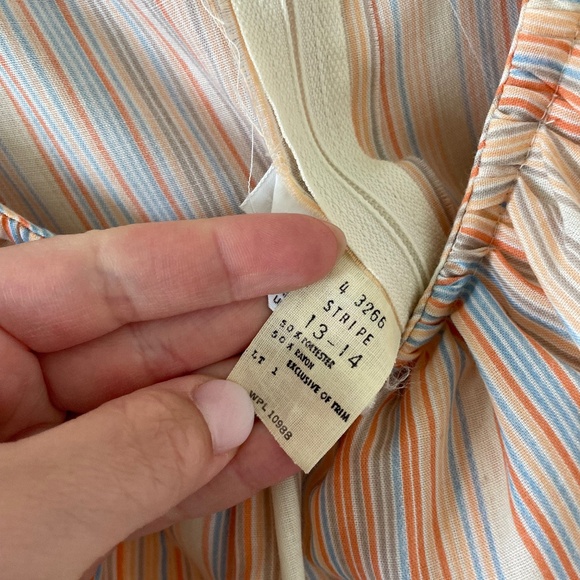 4 3266
STRIPE
13-14
50% POLYESTER
50% RAYON
EXCLUSIVE OF TRIM
LT 1
WPL 10988